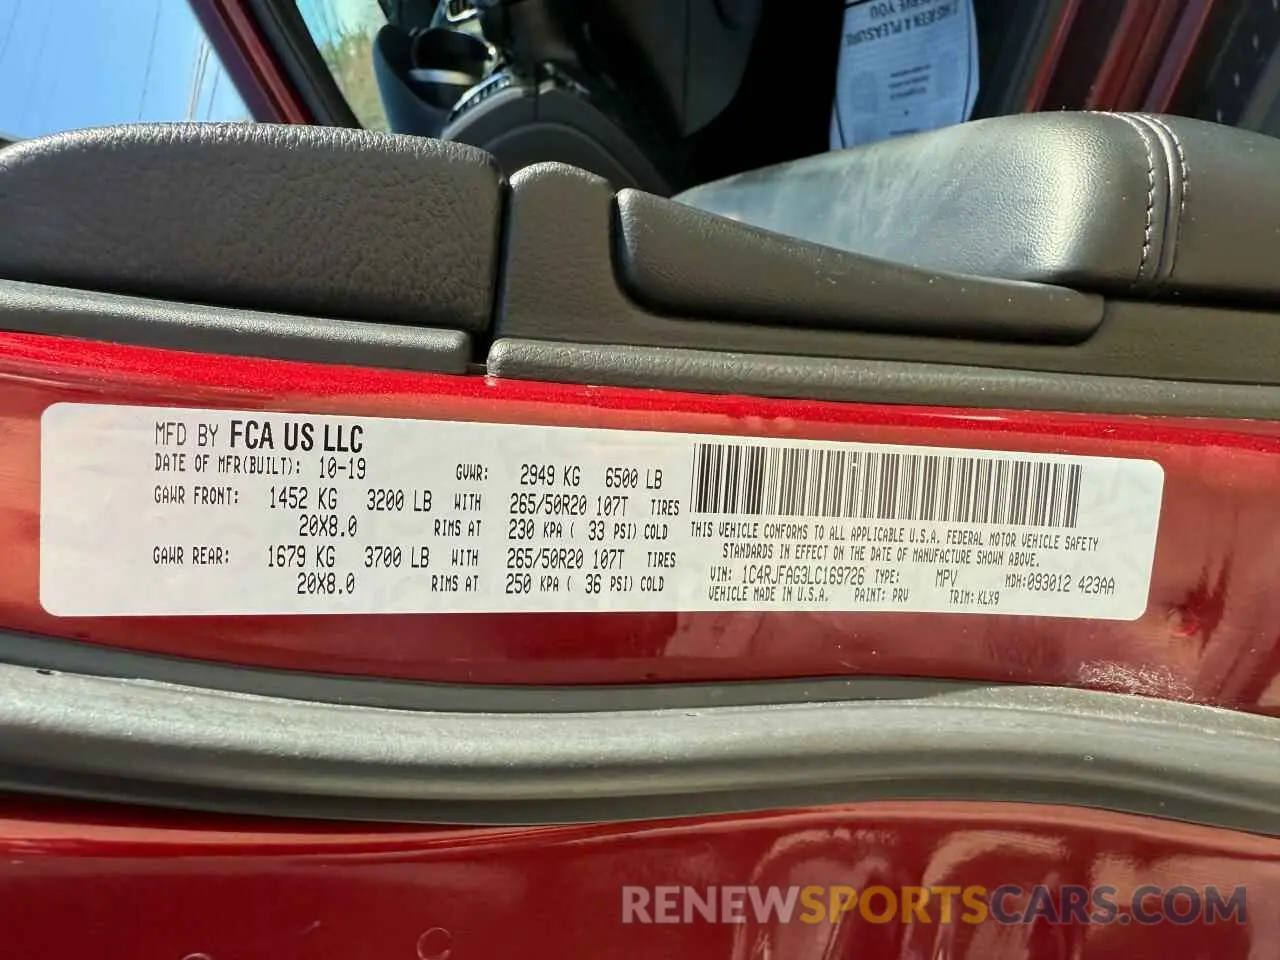 SERVE YOU
S BEEN A PLEASURE
MFD BY FCA US LLC
DATE OF MFR(BUILT): 10-19 GVWR: 2949 KG 6500 LB
GAWR FRONT: 1452 KG 3200 LB WITH 265/50R20 107T TIRES
20X8.0 RIMS AT 230 KPA ( 33 PSI) COLD
GAWR REAR: 1679 KG 3700 LB WITH 265/50R20 107T TIRES
20X8.0 RIMS AT 250 KPA ( 36 PSI) COLD
THIS VEHICLE CONFORMS TO ALL APPLICABLE U.S.A. FEDERAL MOTOR VEHICLE SAFETY
STANDARDS IN EFFECT ON THE DATE OF MANUFACTURE SHOWN ABOVE.
VIN: 1C4RJFAG3LC169726 TYPE: MPV MDH:093012 423AA
VEHICLE MADE IN U.S.A. PAINT: PRV TRIM: KLX9
RENEWSPORTSCARS.COM